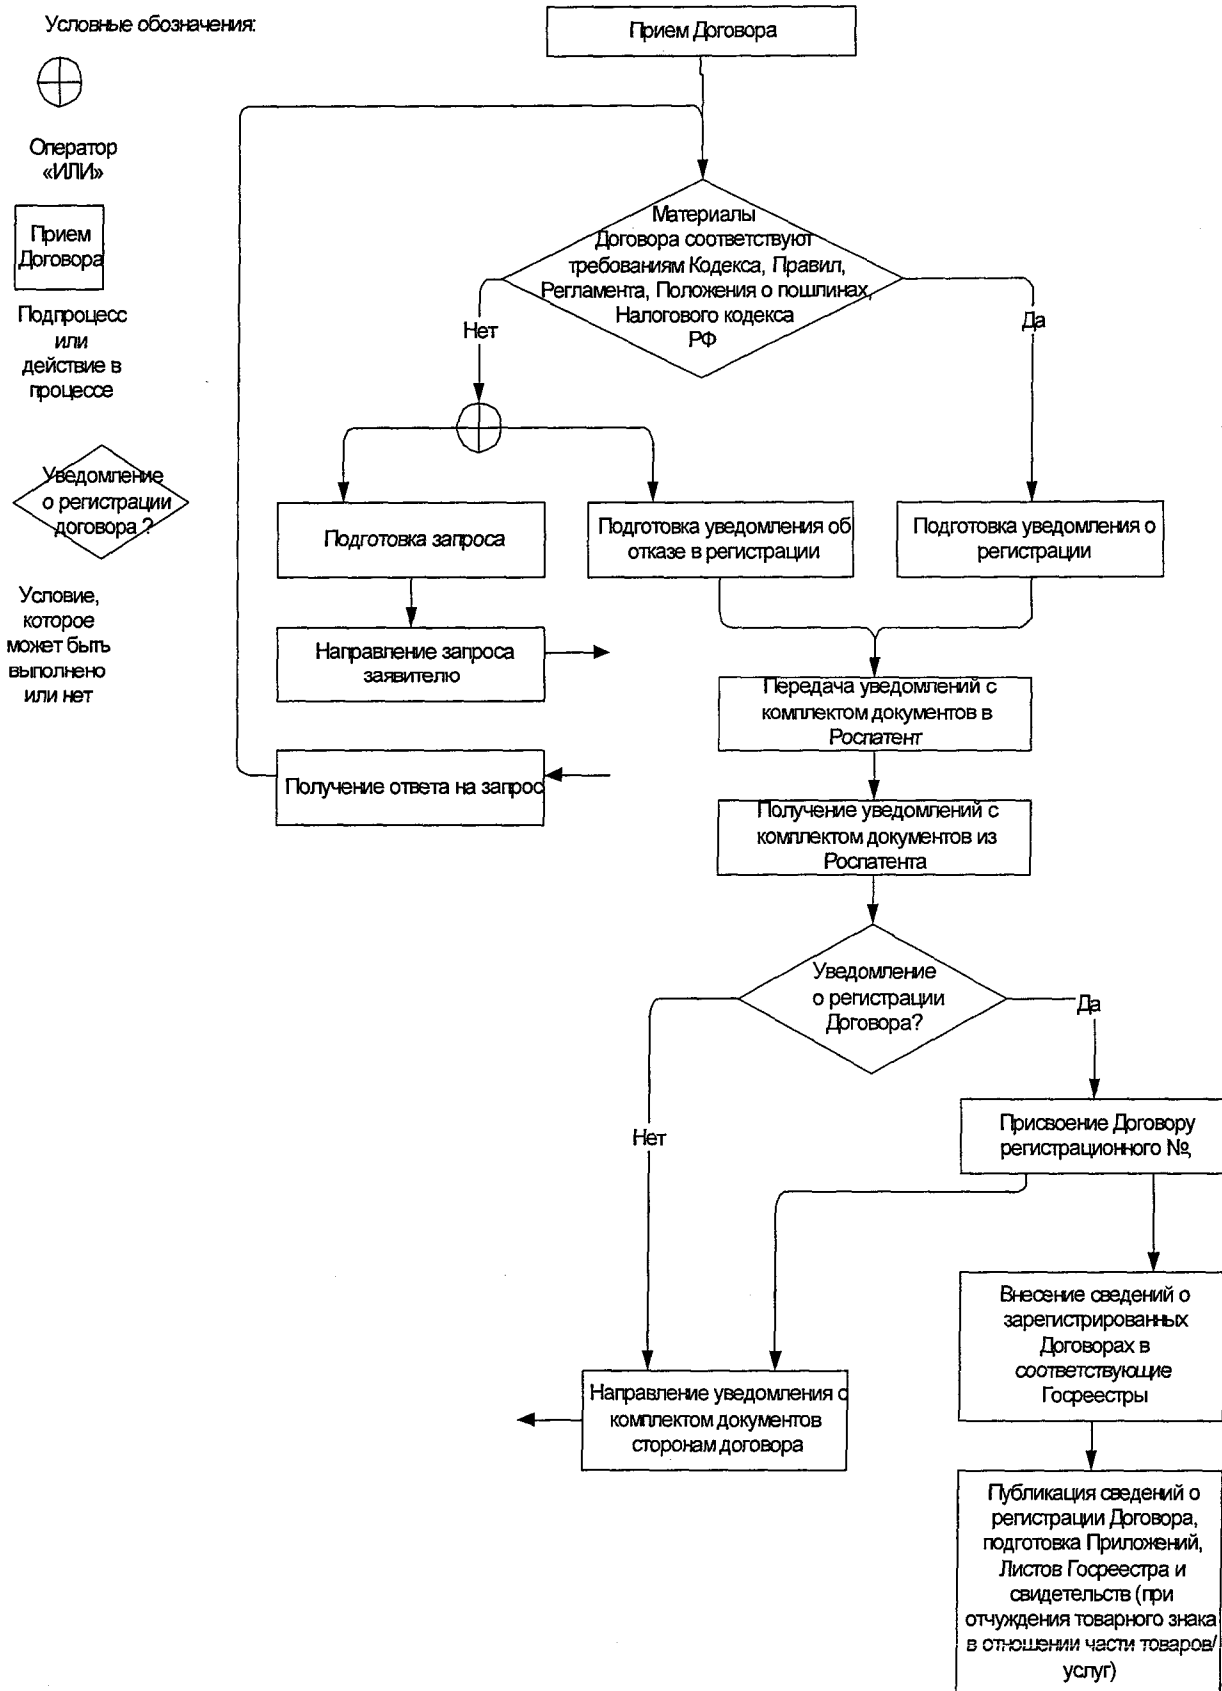 Условные обозначения:
Оператор
«ИЛИ»
Прием
Договора
Подпроцесс
или
действие в
процессе
Уведомление
о регистрации
договора ?
Условие,
которое
может быть
выполнено
или нет
Прием Договора
Материалы
Договора соответствуют
требованиям Кодекса, Правил,
Регламента, Положения о пошлинах,
Налогового кодекса
РФ
Нет
Да
Подготовка запроса
Подготовка уведомления об
отказе в регистрации
Подготовка уведомления о
регистрации
Направление запроса
заявителю
Передача уведомлений с
комплектом документов в
Роспатент
Получение ответа на запрос
Получение уведомлений с
комплектом документов из
Роспатента
Уведомление
о регистрации
Договора?
Да
Нет
Присвоение Договору
регистрационного №,
Внесение сведений о
зарегистрированных
Договорах в
соответствующие
Госреестры
Направление уведомления с
комплектом документов
сторонам договора
Публикация сведений о
регистрации Договора,
подготовка Приложений,
Листов Госреестра и
свидетельств (при
отчуждения товарного знака
в отношении части товаров/
услуг)